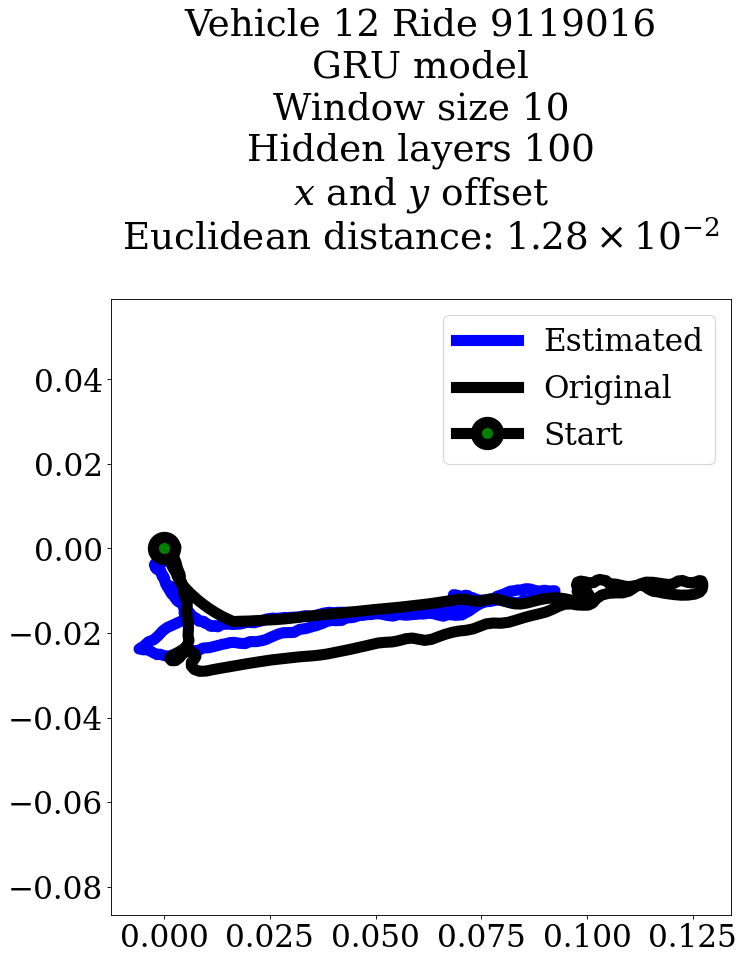 Vehicle 12 Ride 9119016
GRU model
Window size 10
Hidden layers 100
x and y offset
Euclidean distance: 1.28 × 10⁻²
Estimated
Original
Start
0.04
0.02
0.00
−0.02
−0.04
−0.06
−0.08
0.000 0.025 0.050 0.075 0.100 0.125